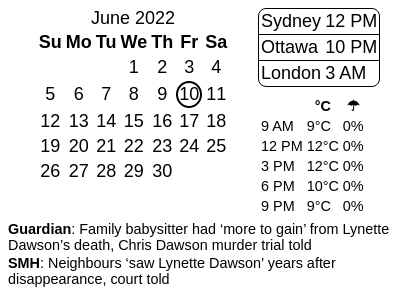 June 2022
Su Mo Tu We Th Fr Sa
1 2 3 4
5 6 7 8 9 10 11
12 13 14 15 16 17 18
19 20 21 22 23 24 25
26 27 28 29 30
Sydney 12 PM
Ottawa 10 PM
London 3 AM
°C ☂
9 AM 9°C 0%
12 PM 12°C 0%
3 PM 12°C 0%
6 PM 10°C 0%
9 PM 9°C 0%
Guardian: Family babysitter had ‘more to gain’ from Lynette
Dawson’s death, Chris Dawson murder trial told
SMH: Neighbours ‘saw Lynette Dawson’ years after
disappearance, court told